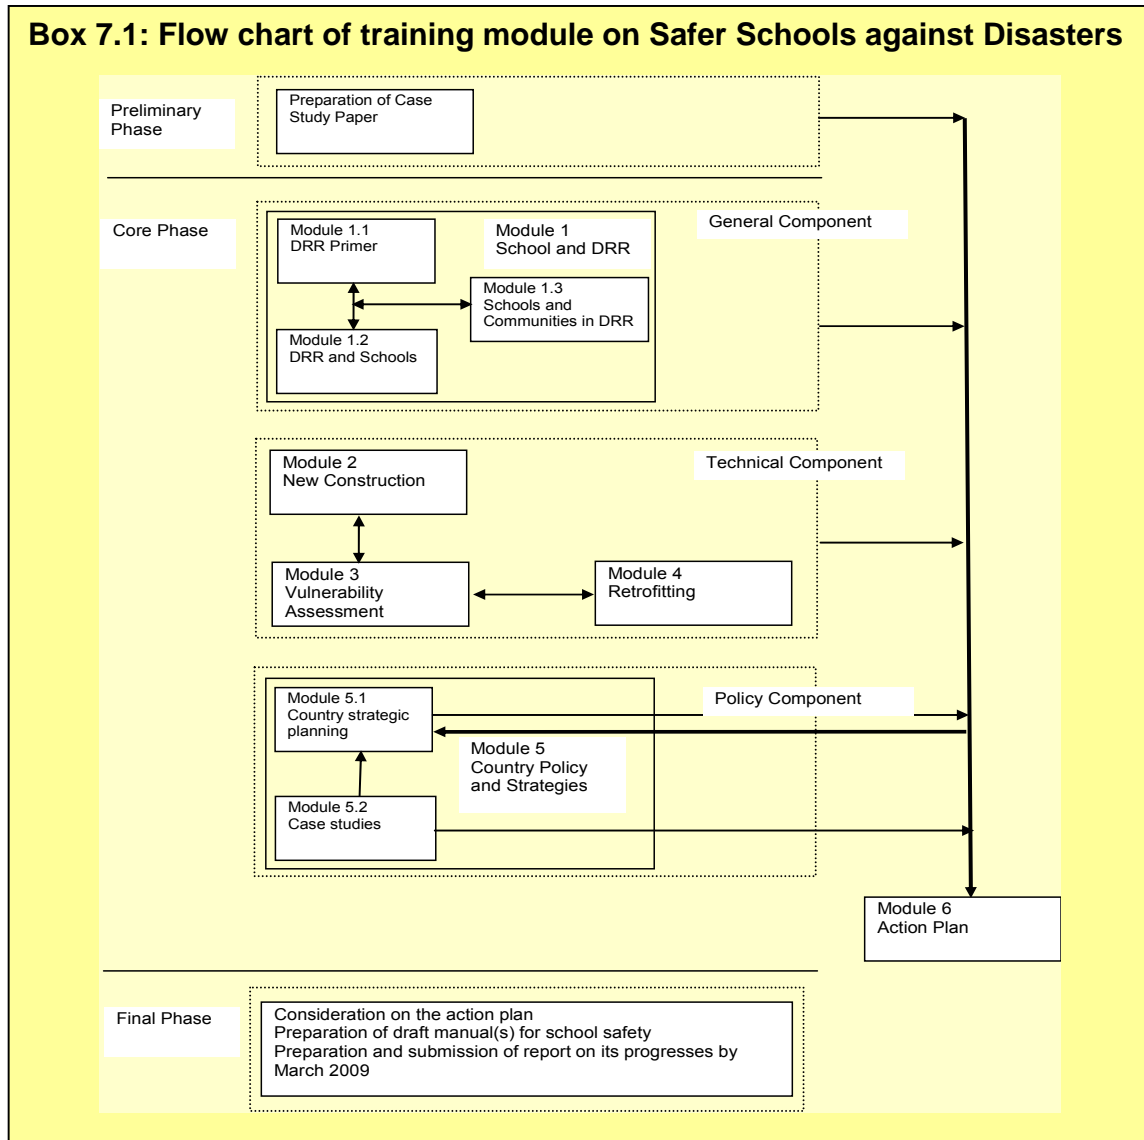 Box 7.1: Flow chart of training module on Safer Schools against Disasters
Preliminary
Phase
Preparation of Case
Study Paper
Core Phase
General Component
Module 1.1
DRR Primer
Module 1
School and DRR
Module 1.3
Schools and
Communities in DRR
Module 1.2
DRR and Schools
Technical Component
Module 2
New Construction
Module 3
Vulnerability
Assessment
Module 4
Retrofitting
Policy Component
Module 5.1
Country strategic
planning
Module 5
Country Policy
and Strategies
Module 5.2
Case studies
Module 6
Action Plan
Final Phase
Consideration on the action plan
Preparation of draft manual(s) for school safety
Preparation and submission of report on its progresses by
March 2009